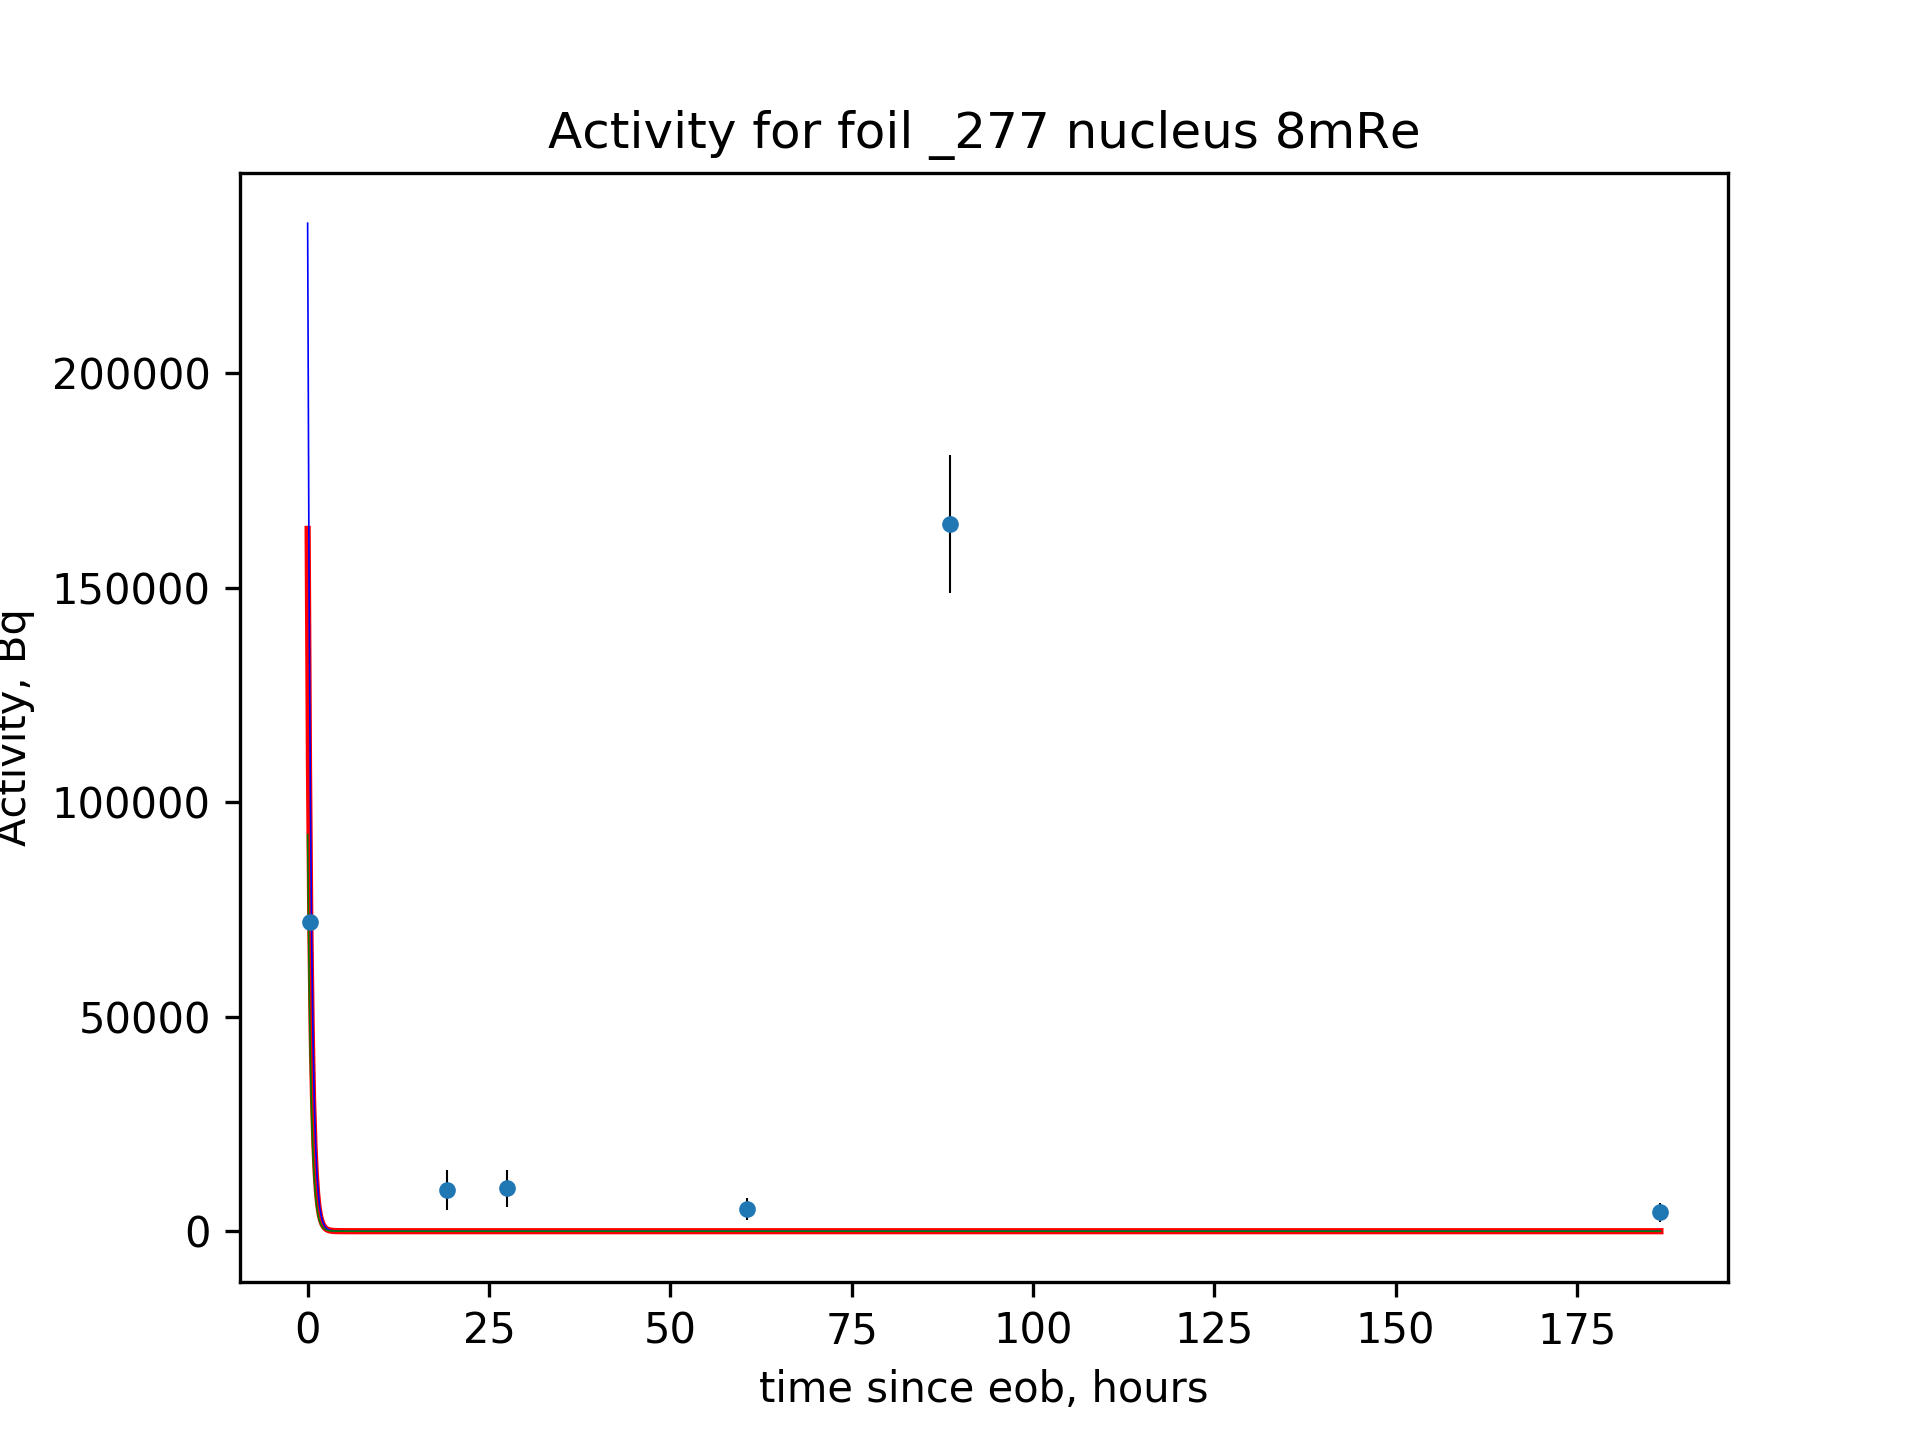 Activity for foil _277 nucleus 8mRe
Activity, Bq
200000
150000
100000
50000
0
0 25 50 75 100 125 150 175
time since eob, hours